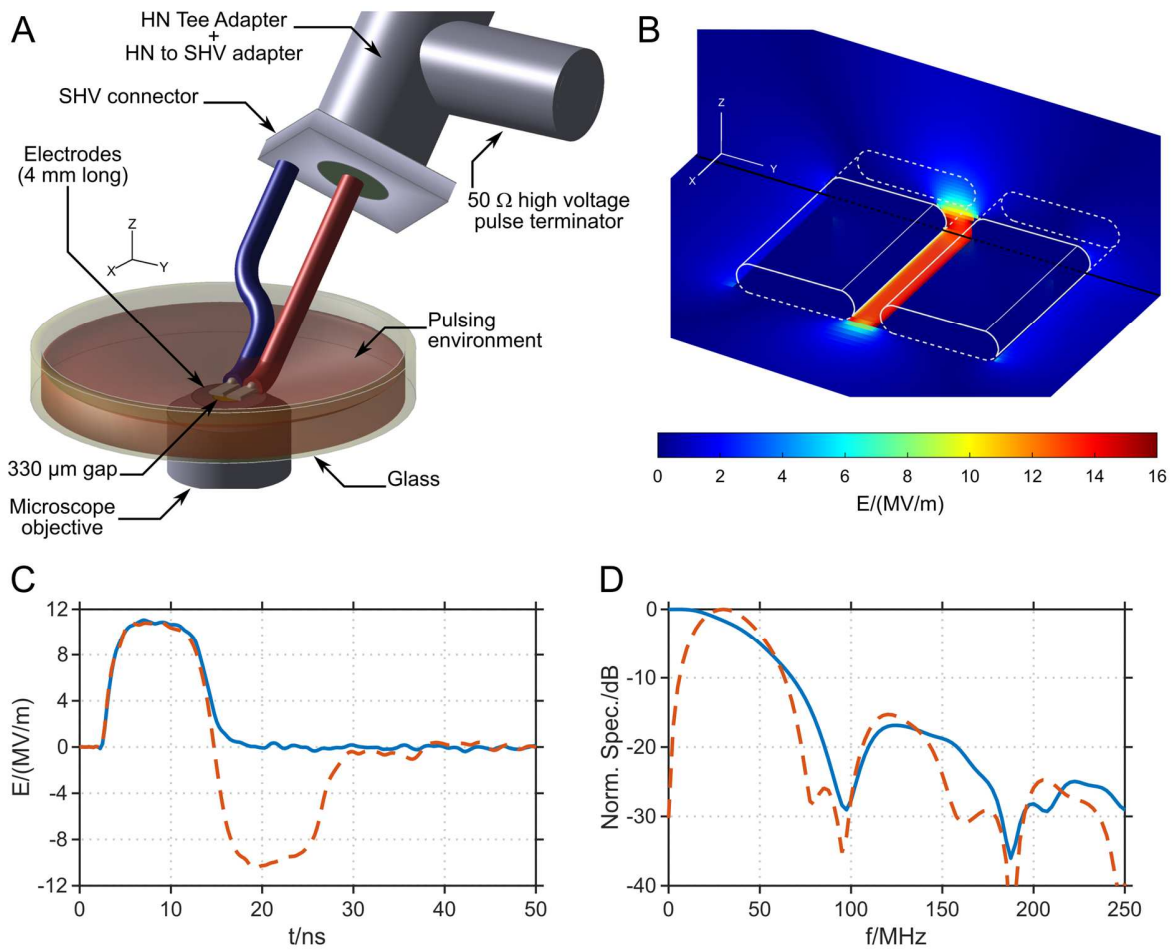 A
HN Tee Adapter
+
HN to SHV adapter
SHV connector
Electrodes
(4 mm long)
50 Ω high voltage
pulse terminator
Z
X
Y
Pulsing
environment
330 µm gap
Glass
Microscope
objective
B
Z
X
Y
0 2 4 6 8 10 12 14 16
E/(MV/m)
C
12
8
4
0
-4
-8
-12
0 10 20 30 40 50
E/(MV/m)
t/ns
D
0
-10
-20
-30
-40
0 50 100 150 200 250
Norm. Spec./dB
f/MHz